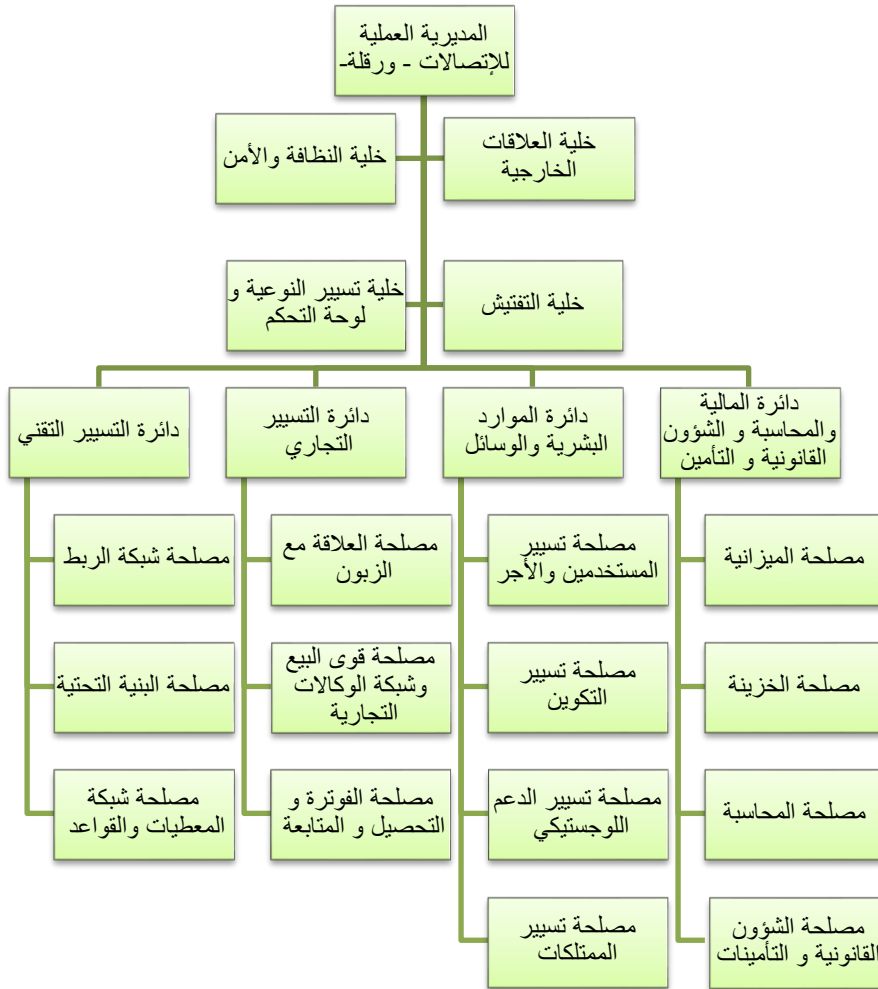 المديرية العملية
للإتصالات - ورقلة-
خلية العلاقات
الخارجية
خلية النظافة والأمن
خلية التفتيش
خلية تسيير النوعية و
لوحة التحكم
دائرة المالية
والمحاسبة و الشؤون
القانونية و التأمين
دائرة الموارد
البشرية والوسائل
دائرة التسيير
التجاري
دائرة التسيير التقني
مصلحة الميزانية
مصلحة الخزينة
مصلحة المحاسبة
مصلحة الشؤون
القانونية و التأمينات
مصلحة تسيير
المستخدمين والأجر
مصلحة تسيير
التكوين
مصلحة تسيير الدعم
اللوجستيكي
مصلحة تسيير
الممتلكات
مصلحة العلاقة مع
الزبون
مصلحة قوى البيع
وشبكة الوكالات
التجارية
مصلحة الفوترة و
التحصيل و المتابعة
مصلحة شبكة الربط
مصلحة البنية التحتية
مصلحة شبكة
المعطيات والقواعد